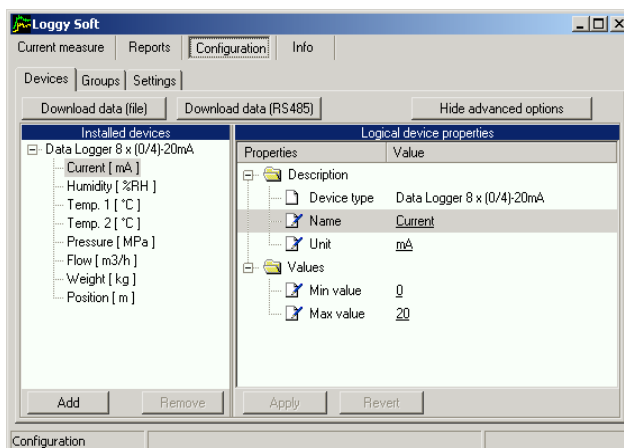 Loggy Soft
Current measure Reports Configuration Info
Devices Groups Settings
Download data (file) Download data (RS485) Hide advanced options
Installed devices
Data Logger 8 x (0/4)-20mA
Current [ mA ]
Humidity [ %RH ]
Temp. 1 [ °C ]
Temp. 2 [ °C ]
Pressure [ MPa ]
Flow [ m3/h ]
Weight [ kg ]
Position [ m ]
Add Remove
Logical device properties
Properties Value
Description
Device type Data Logger 8 x (0/4)-20mA
Name Current
Unit mA
Values
Min value 0
Max value 20
Apply Revert
Configuration